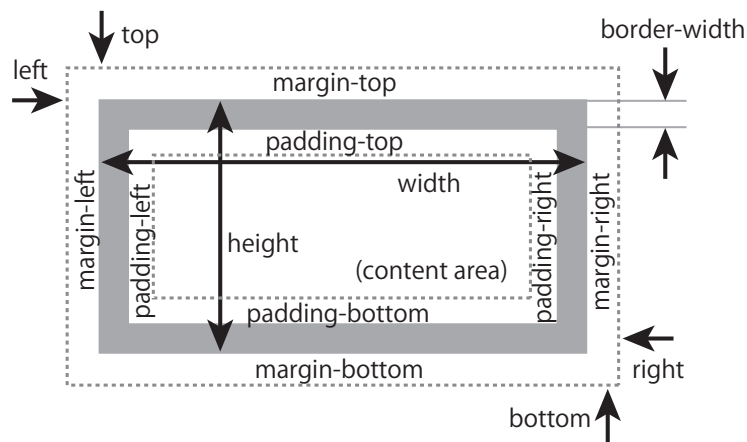 top
border-width
left
margin-top
padding-top
width
margin-left
padding-left
height
(content area)
padding-right
margin-right
padding-bottom
margin-bottom
right
bottom